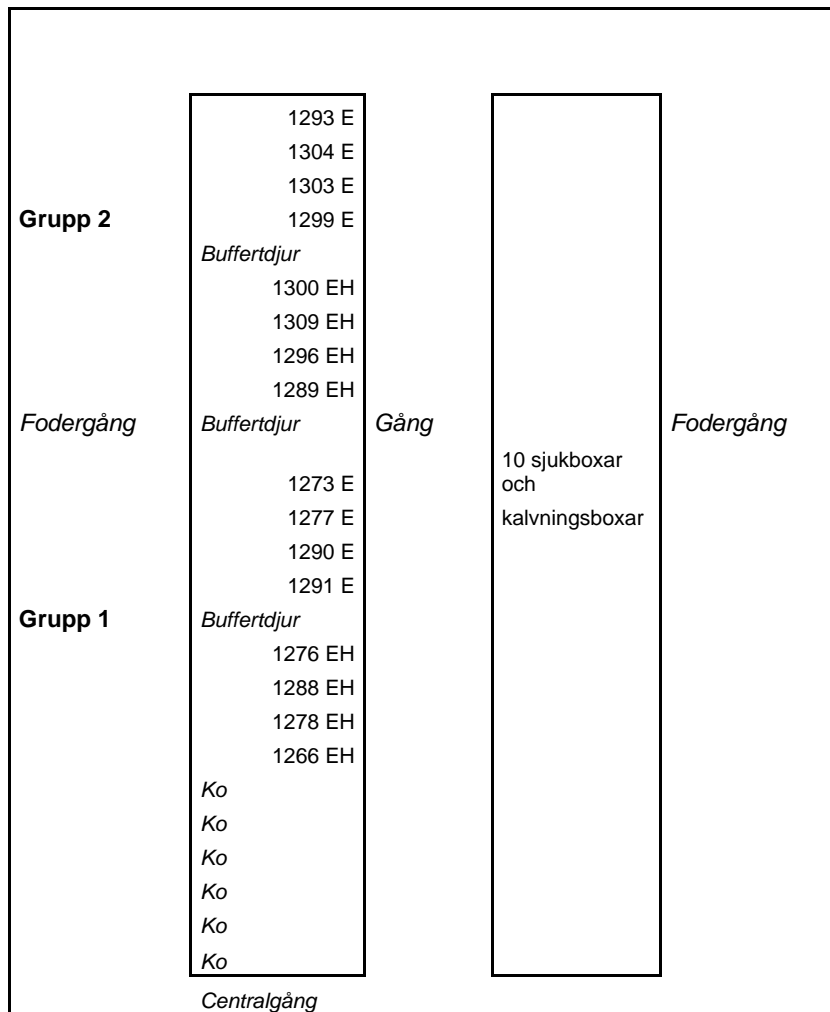 1293 E
1304 E
1303 E
Grupp 2
1299 E
Buffertdjur
1300 EH
1309 EH
1296 EH
1289 EH
Fodergång
Buffertdjur
Gång
Fodergång
10 sjukboxar
och
kalvningsboxar
1273 E
1277 E
1290 E
1291 E
Grupp 1
Buffertdjur
1276 EH
1288 EH
1278 EH
1266 EH
Ko
Ko
Ko
Ko
Ko
Ko
Centralgång